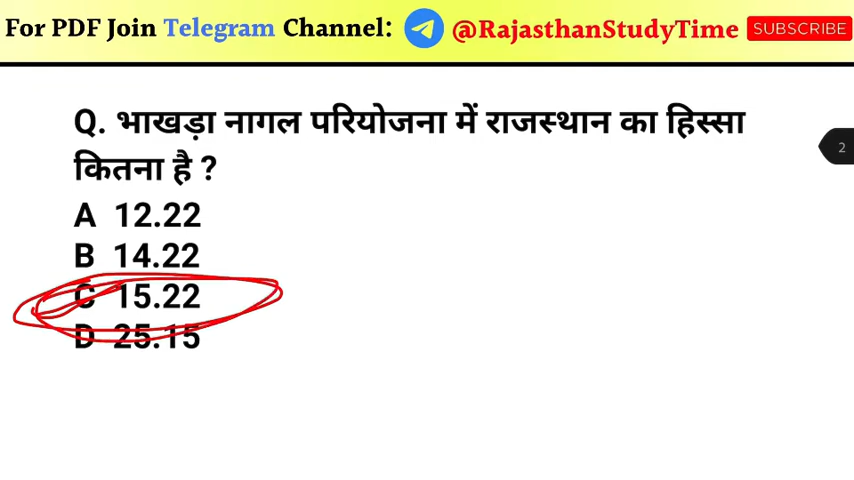 For PDF Join Telegram Channel: @RajasthanStudyTime SUBSCRIBE
2
Q. भाखड़ा नागल परियोजना में राजस्थान का हिस्सा
कितना है ?
A 12.22
B 14.22
C 15.22
D 25.15